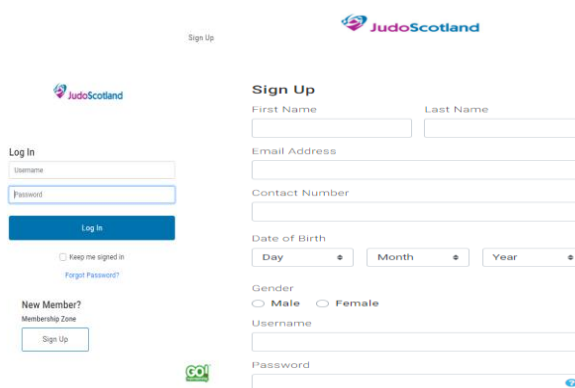 Sign Up
JudoScotland
Log In
Username
Password
Log In
Keep me signed in
Forgot Password?
New Member?
Membership Zone
Sign Up
GO!
JudoScotland
Sign Up
First Name Last Name
Email Address
Contact Number
Date of Birth
Day Month Year
Gender
Male Female
Username
Password
?